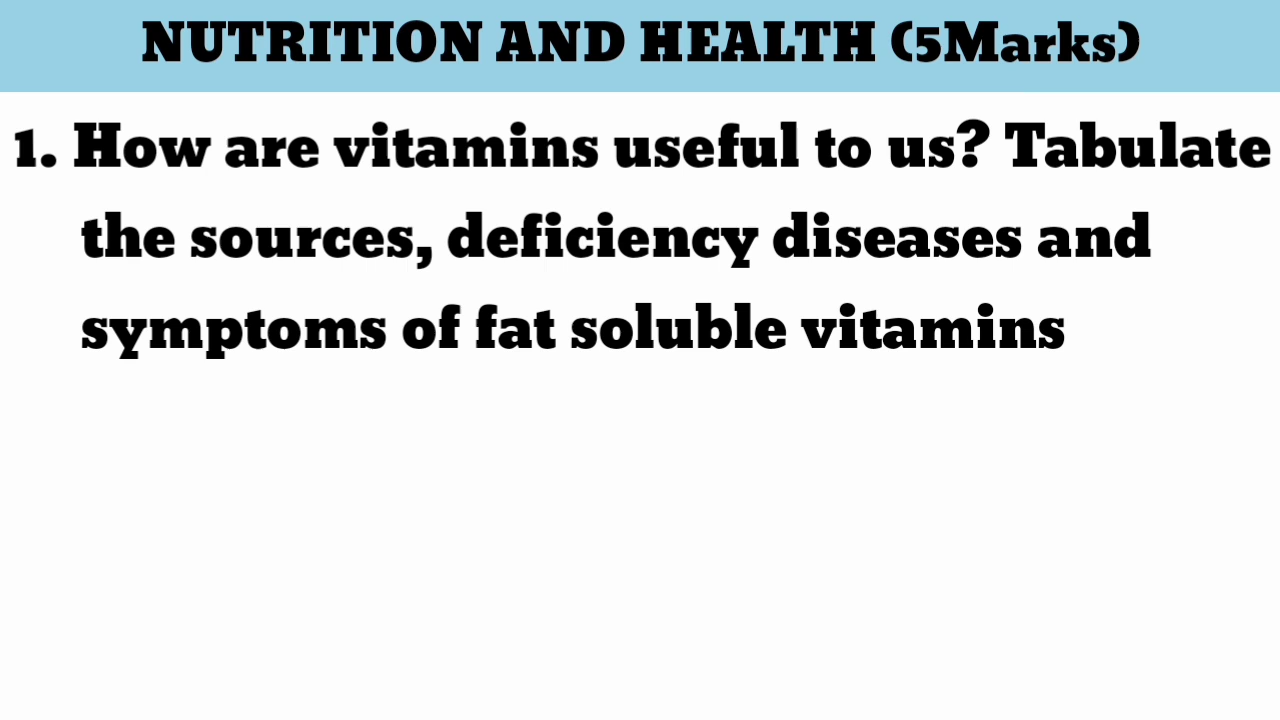 NUTRITION AND HEALTH (5Marks)
1. How are vitamins useful to us? Tabulate
the sources, deficiency diseases and
symptoms of fat soluble vitamins